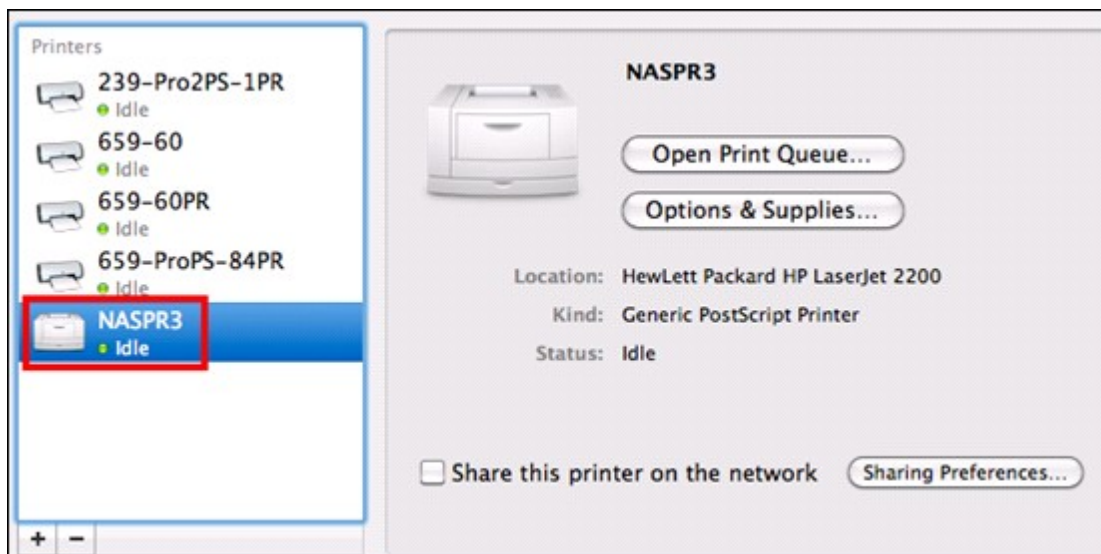 Printers
239-Pro2PS-1PR
Idle
659-60
Idle
659-60PR
Idle
659-ProPS-84PR
Idle
NASPR3
Idle
+ −
NASPR3
Open Print Queue...
Options & Supplies...
Location: HewLett Packard HP LaserJet 2200
Kind: Generic PostScript Printer
Status: Idle
Share this printer on the network Sharing Preferences...